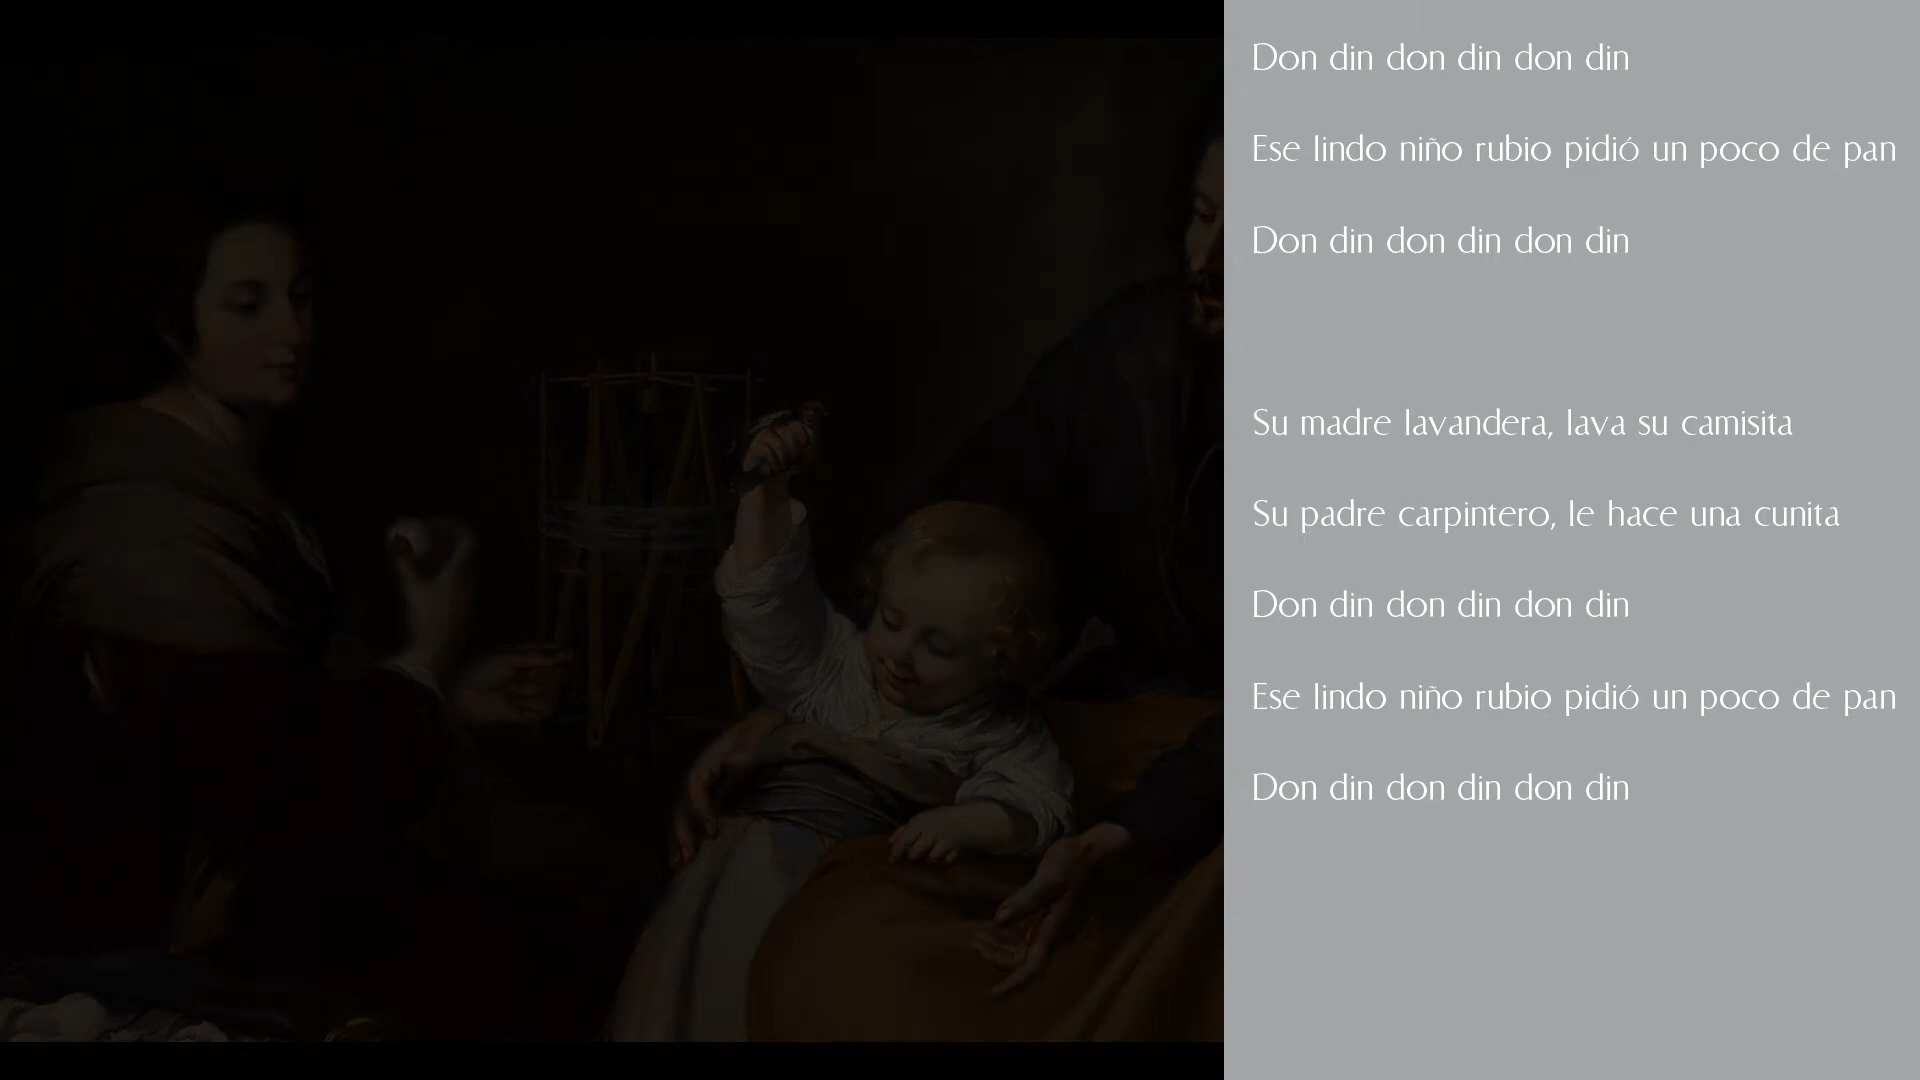 Don din don din don din
Ese lindo niño rubio pidió un poco de pan
Don din don din don din
Su madre lavandera, lava su camisita
Su padre carpintero, le hace una cunita
Don din don din don din
Ese lindo niño rubio pidió un poco de pan
Don din don din don din